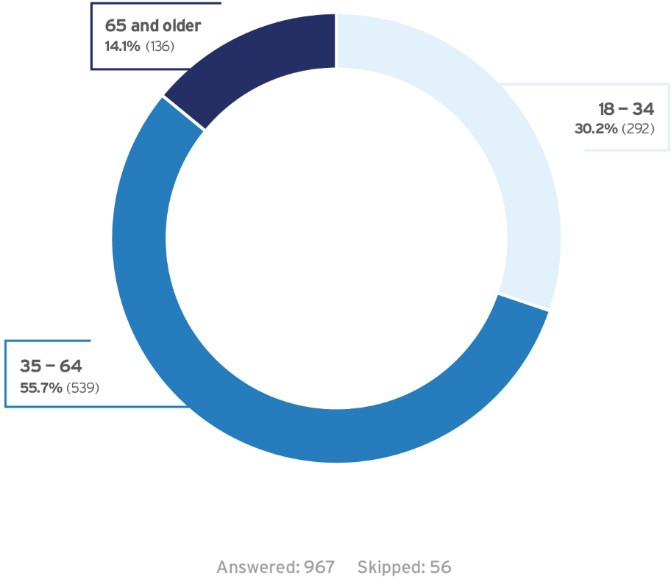 65 and older
14.1% (136)
18 – 34
30.2% (292)
35 – 64
55.7% (539)
Answered: 967 Skipped: 56